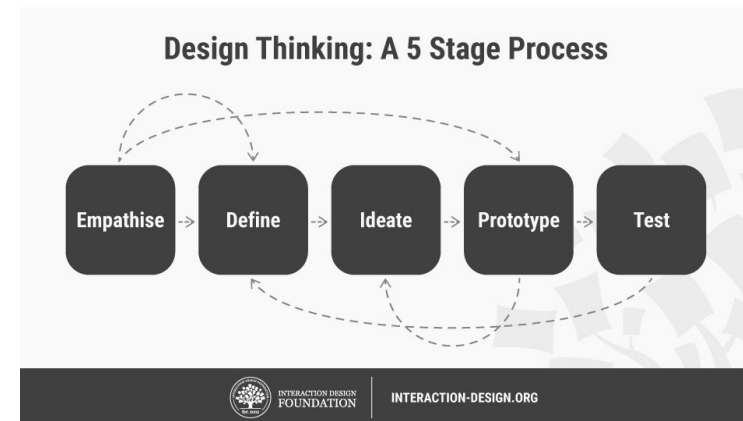 Design Thinking: A 5 Stage Process
Empathise
Define
Ideate
Prototype
Test
INTERACTION DESIGN
FOUNDATION
INTERACTION-DESIGN.ORG